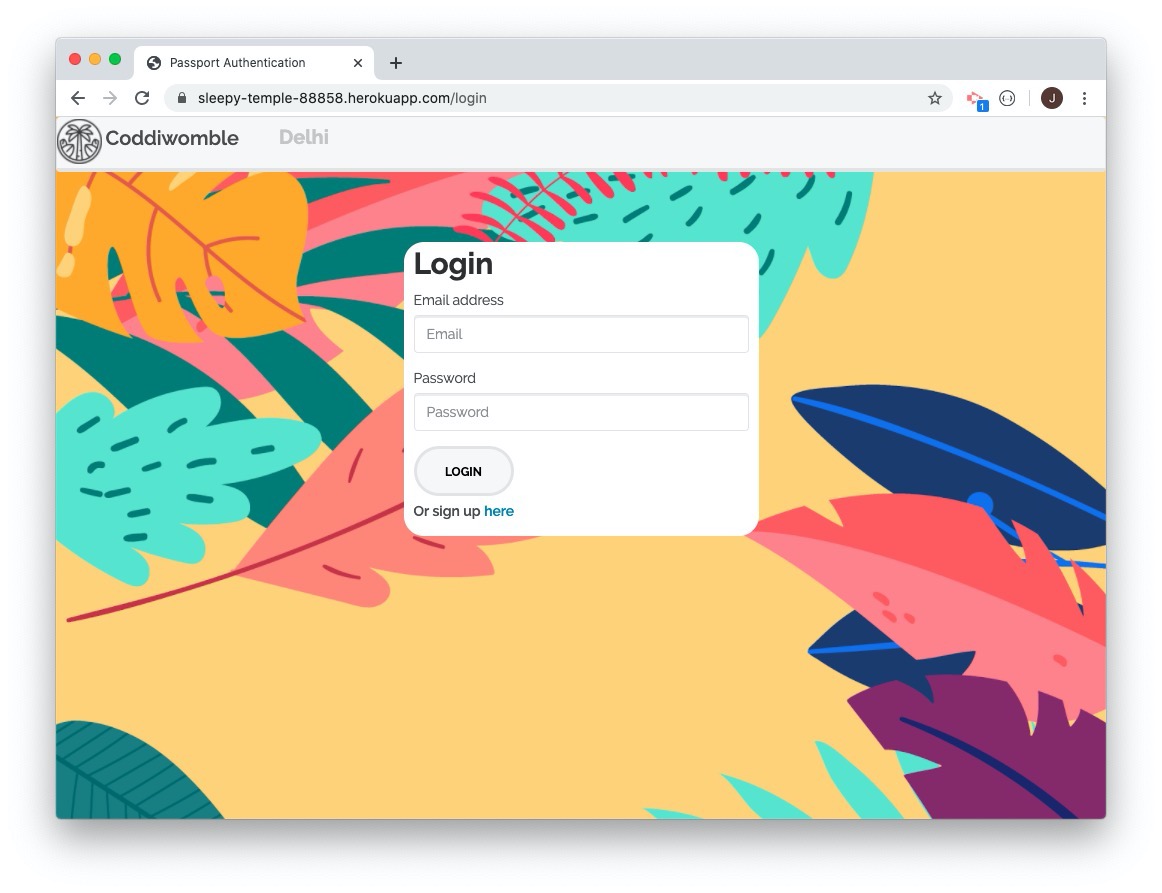 Passport Authentication
sleepy-temple-88858.herokuapp.com/login
1
J
Coddiwomble
Delhi
Login
Email address
Email
Password
Password
LOGIN
Or sign up here